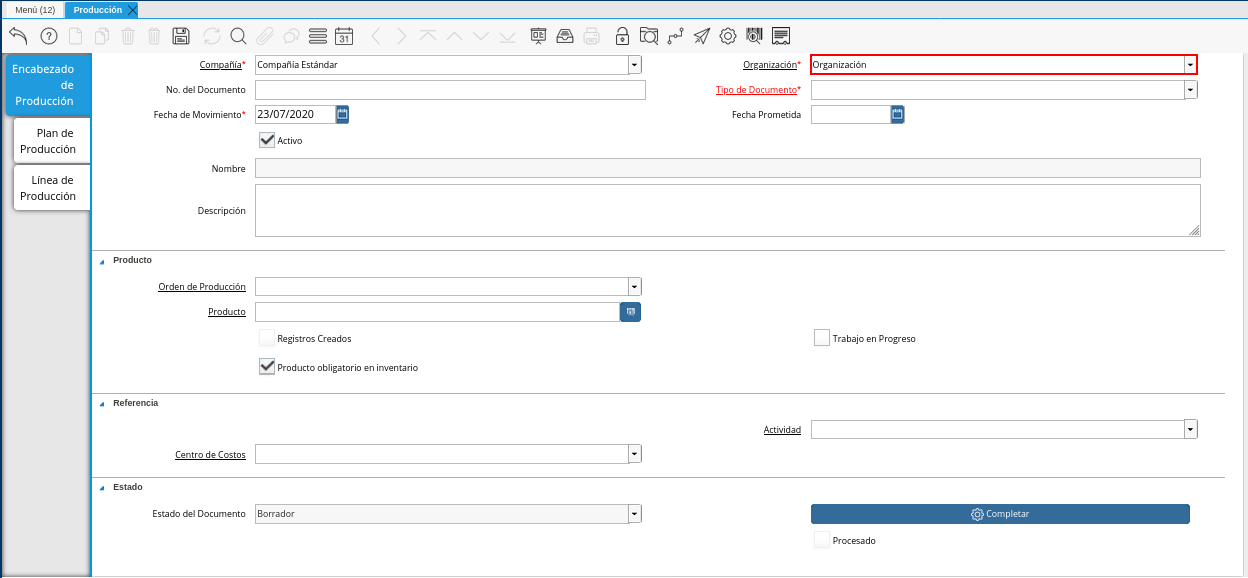 Menú (12) Producción
31
Encabezado de Producción
Plan de Producción
Línea de Producción
Compañía* Compañía Estándar Organización* Organización
No. del Documento Tipo de Documento*
Fecha de Movimiento* 23/07/2020 Fecha Prometida
Activo
Nombre
Descripción
Producto
Orden de Producción
Producto
Registros Creados Trabajo en Progreso
Producto obligatorio en inventario
Referencia
Actividad
Centro de Costos
Estado
Estado del Documento Borrador Completar
Procesado